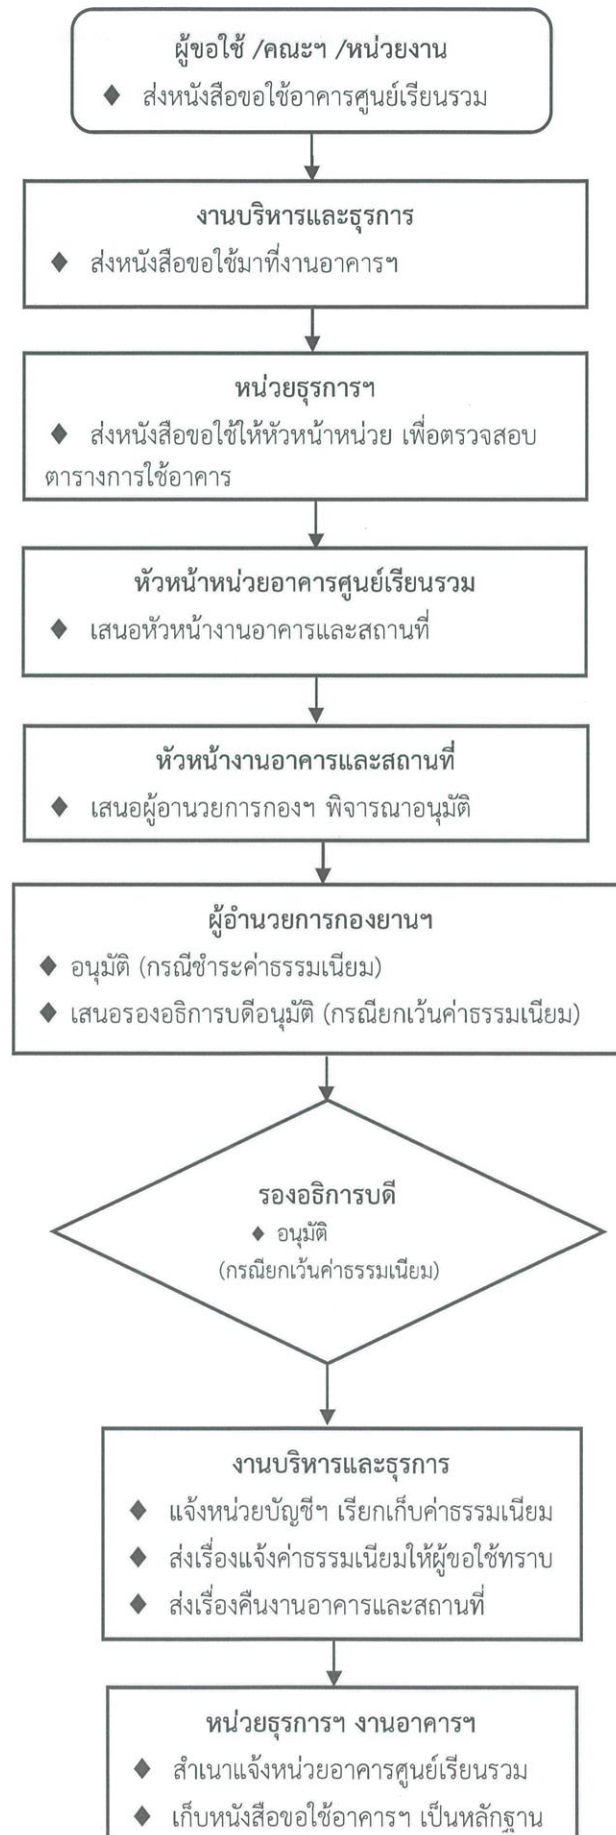 ผู้ขอใช้ /คณะฯ /หน่วยงาน
◆ ส่งหนังสือขอใช้อาคารศูนย์เรียนรวม
งานบริหารและธุรการ
◆ ส่งหนังสือขอใช้มาที่งานอาคารฯ
หน่วยธุรการฯ
◆ ส่งหนังสือขอใช้ให้หัวหน้าหน่วย เพื่อตรวจสอบ
ตารางการใช้อาคาร
หัวหน้าหน่วยอาคารศูนย์เรียนรวม
◆ เสนอหัวหน้างานอาคารและสถานที่
หัวหน้างานอาคารและสถานที่
◆ เสนอผู้อานวยการกองฯ พิจารณาอนุมัติ
ผู้อำนวยการกองยานฯ
◆ อนุมัติ (กรณีชำระค่าธรรมเนียม)
◆ เสนอรองอธิการบดีอนุมัติ (กรณียกเว้นค่าธรรมเนียม)
รองอธิการบดี
◆ อนุมัติ
(กรณียกเว้นค่าธรรมเนียม)
งานบริหารและธุรการ
◆ แจ้งหน่วยบัญชีฯ เรียกเก็บค่าธรรมเนียม
◆ ส่งเรื่องแจ้งค่าธรรมเนียมให้ผู้ขอใช้ทราบ
◆ ส่งเรื่องคืนงานอาคารและสถานที่
หน่วยธุรการฯ งานอาคารฯ
◆ สำเนาแจ้งหน่วยอาคารศูนย์เรียนรวม
◆ เก็บหนังสือขอใช้อาคารฯ เป็นหลักฐาน